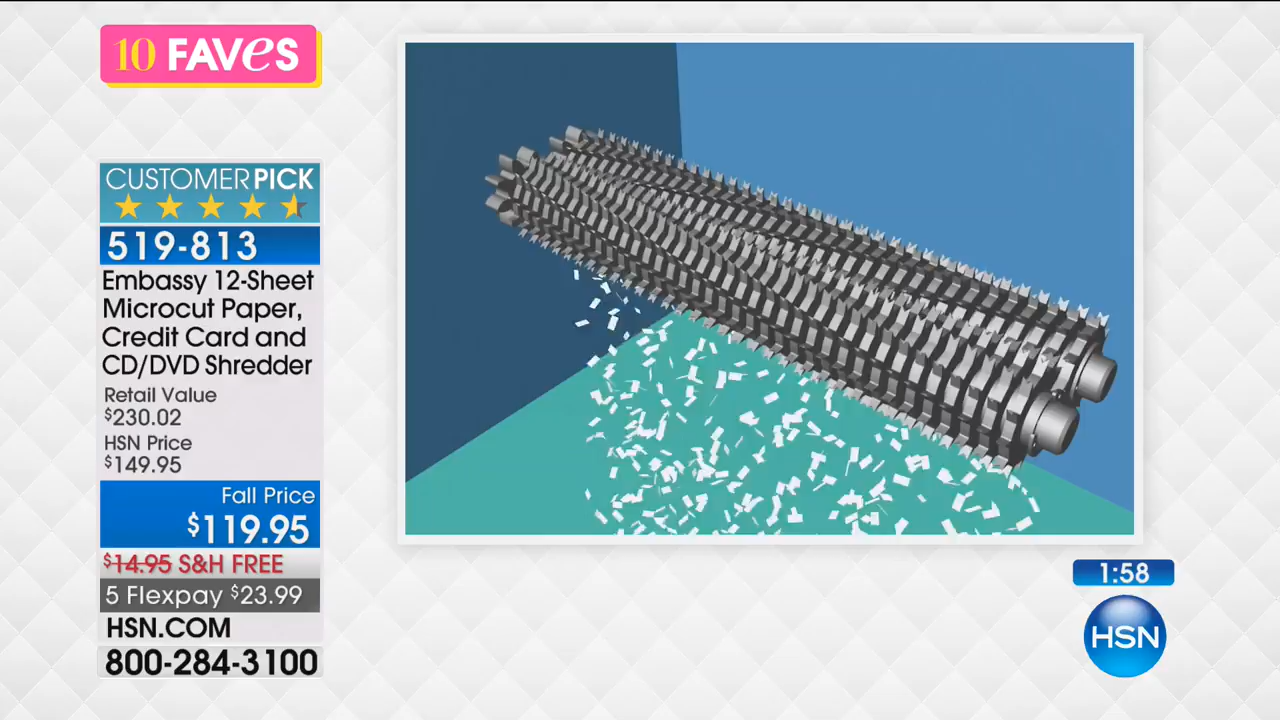 10 FAVES
CUSTOMER PICK
519-813
Embassy 12-Sheet
Microcut Paper,
Credit Card and
CD/DVD Shredder
Retail Value
$230.02
HSN Price
$149.95
Fall Price
$119.95
$14.95 S&H FREE
5 Flexpay $23.99
HSN.COM
800-284-3100
1:58
HSN